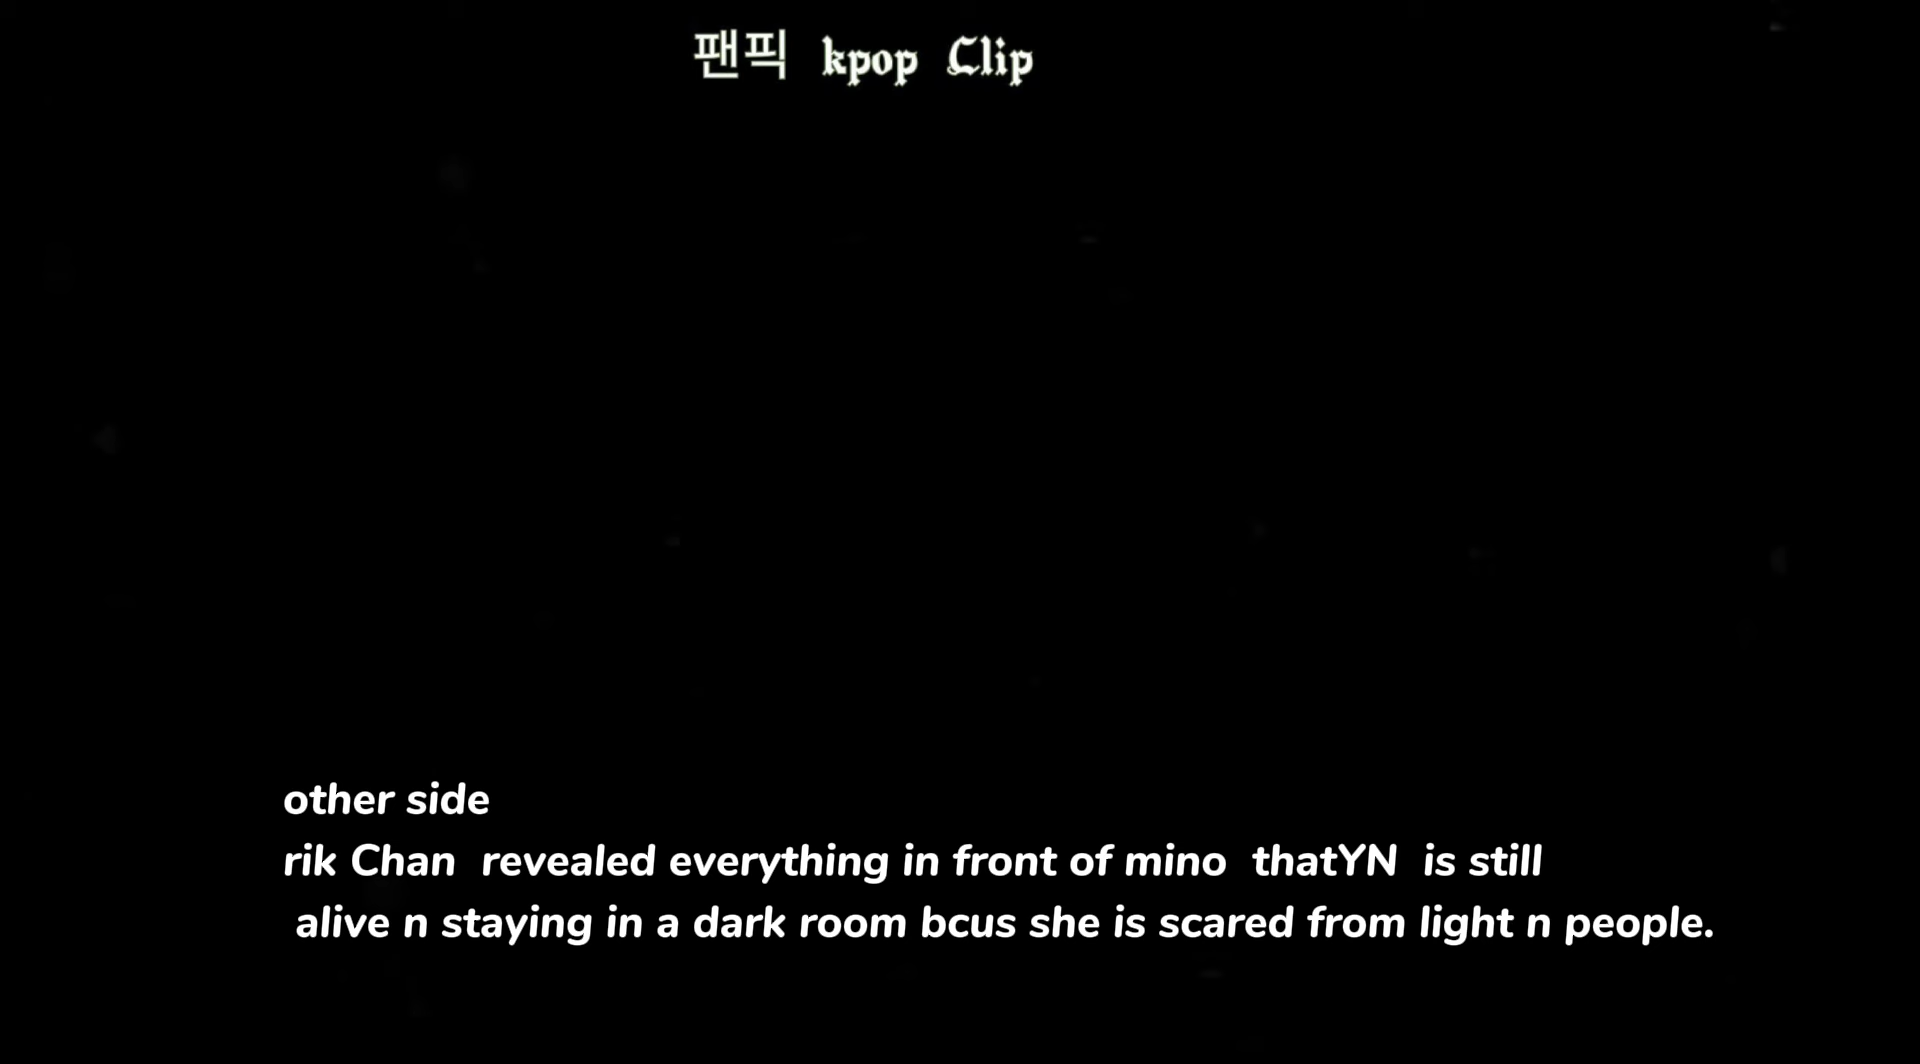 팬픽 kpop Clip
other side
rik Chan revealed everything in front of mino thatYN is still
alive n staying in a dark room bcus she is scared from light n people.